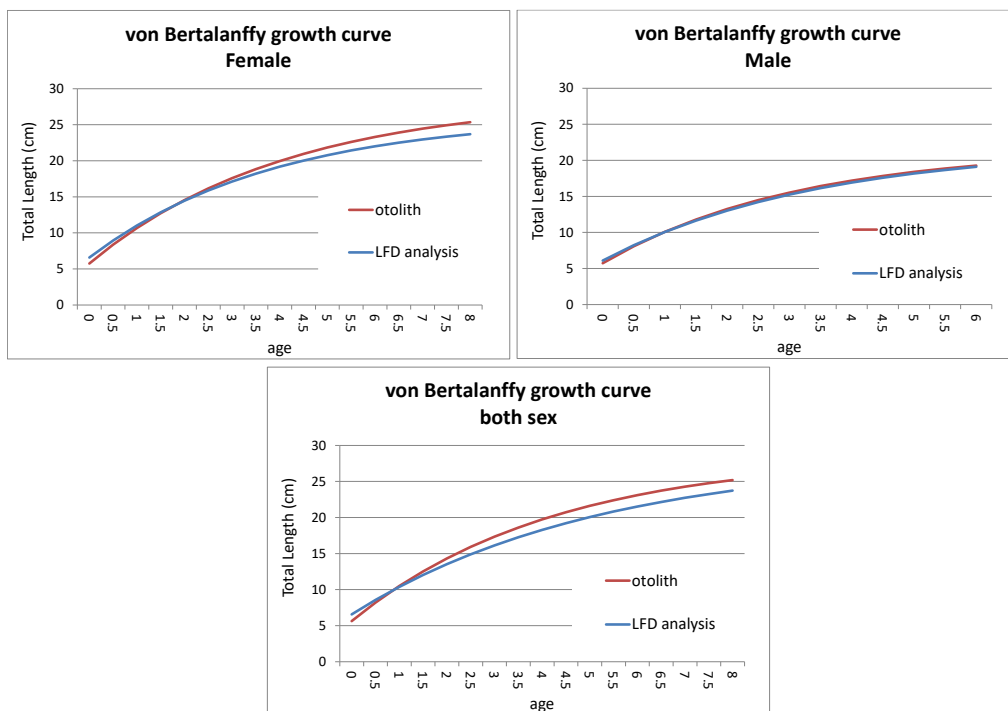 von Bertalanffy growth curve
Female
30
25
20
15
10
5
0
Total Length (cm)
otolith
LFD analysis
0 0.5 1 1.5 2 2.5 3 3.5 4 4.5 5 5.5 6 6.5 7 7.5 8
age
von Bertalanffy growth curve
Male
30
25
20
15
10
5
0
Total Length (cm)
otolith
LFD analysis
0 0.5 1 1.5 2 2.5 3 3.5 4 4.5 5 5.5 6
age
von Bertalanffy growth curve
both sex
30
25
20
15
10
5
0
Total Length (cm)
otolith
LFD analysis
0 0.5 1 1.5 2 2.5 3 3.5 4 4.5 5 5.5 6 6.5 7 7.5 8
age